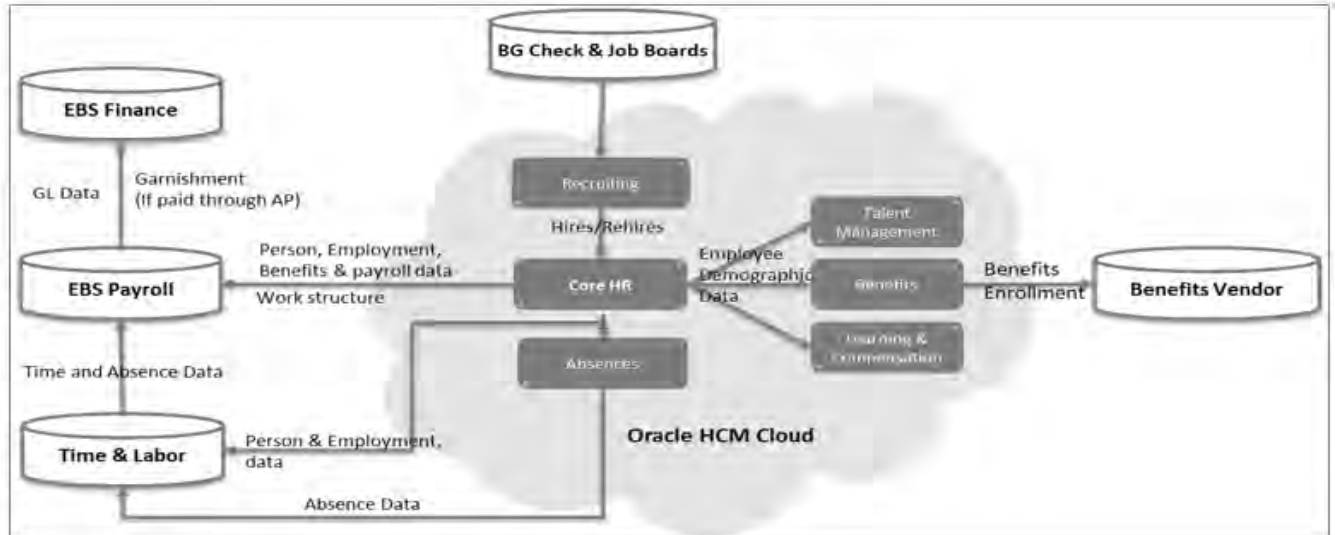 BG Check & Job Boards
EBS Finance
GL Data
Garnishment
(If paid through AP)
Recruiting
Hires/Rehires
Person, Employment,
Benefits & payroll data
Work structure
EBS Payroll
Core HR
Employee
Demographic
Data
Talent
Management
Benefits
Learning &
Compensation
Benefits
Enrollment
Benefits Vendor
Absences
Time and Absence Data
Time & Labor
Person & Employment,
data
Oracle HCM Cloud
Absence Data